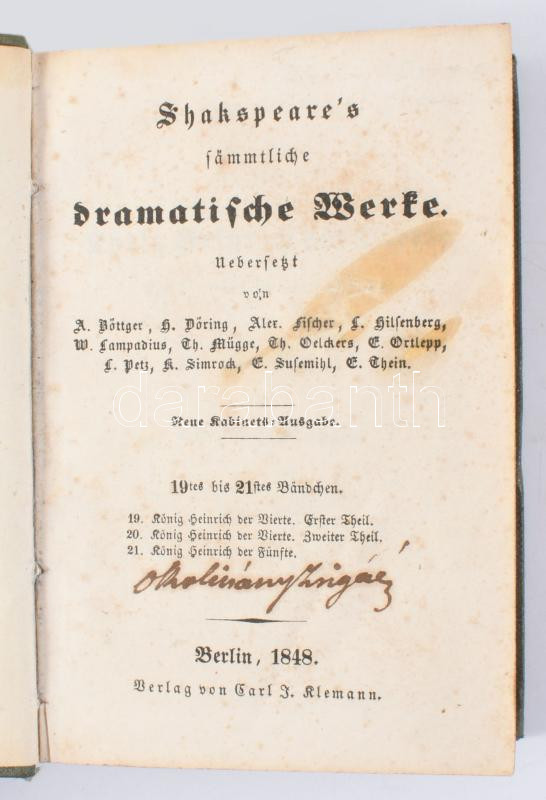 Shakspeare's
sämmtliche
dramatische Werke.
Uebersetzt
von
A. Böttger, H. Döring, Alex. Fischer, L. Hilsenberg,
W. Lampadius, Th. Mügge, Th. Oelckers, E. Ortlepp,
L. Petz, K. Simrock, E. Susemihl, E. Thein.
darabanth
Neue Kabinets-Ausgabe.
19tes bis 21stes Bändchen.
19. König Heinrich der Vierte. Erster Theil.
20. König Heinrich der Vierte. Zweiter Theil.
21. König Heinrich der Fünfte.
Berlin, 1848.
Verlag von Carl J. Klemann.